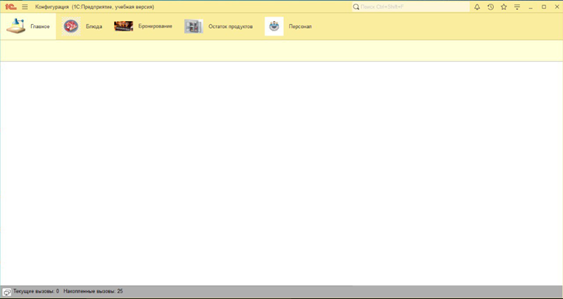 1С Конфигурация (1С:Предприятие, учебная версия) Поиск Ctrl+Shift+F
Главное Блюда Бронирование Остаток продуктов Персонал
Текущие вызовы: 0 Накопленные вызовы: 25